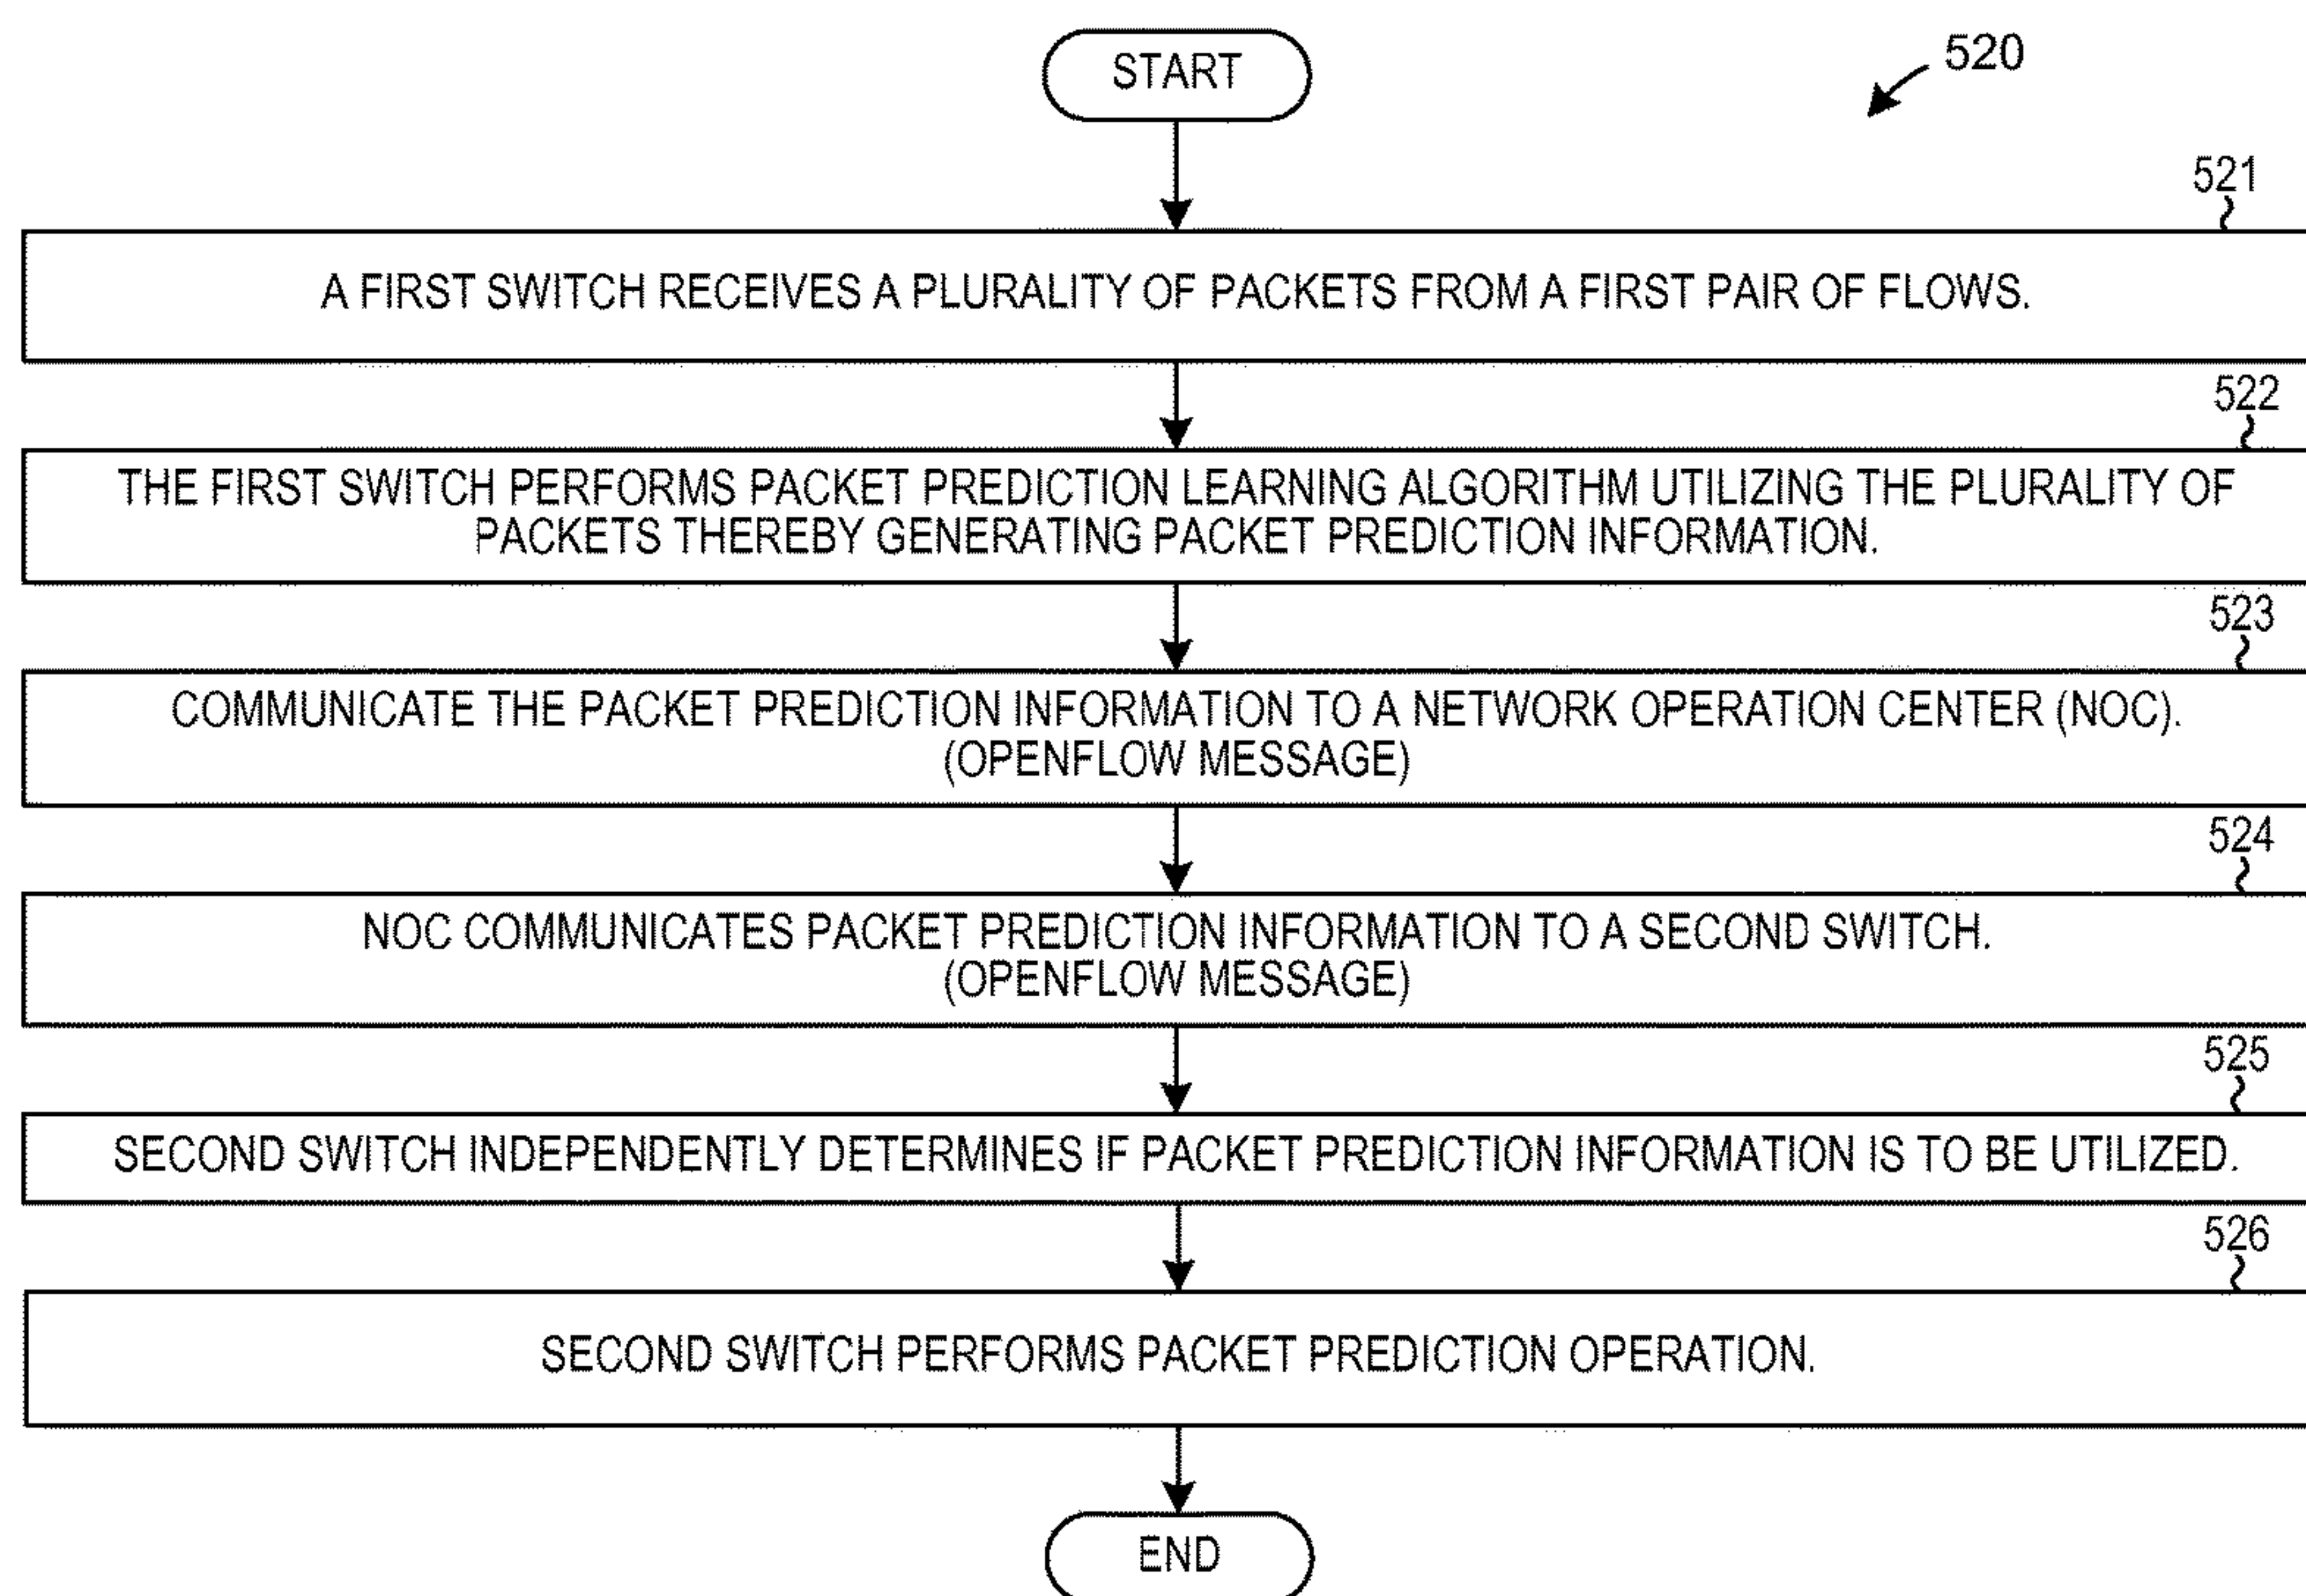 START
520
521
A FIRST SWITCH RECEIVES A PLURALITY OF PACKETS FROM A FIRST PAIR OF FLOWS.
522
THE FIRST SWITCH PERFORMS PACKET PREDICTION LEARNING ALGORITHM UTILIZING THE PLURALITY OF
PACKETS THEREBY GENERATING PACKET PREDICTION INFORMATION.
523
COMMUNICATE THE PACKET PREDICTION INFORMATION TO A NETWORK OPERATION CENTER (NOC).
(OPENFLOW MESSAGE)
524
NOC COMMUNICATES PACKET PREDICTION INFORMATION TO A SECOND SWITCH.
(OPENFLOW MESSAGE)
525
SECOND SWITCH INDEPENDENTLY DETERMINES IF PACKET PREDICTION INFORMATION IS TO BE UTILIZED.
526
SECOND SWITCH PERFORMS PACKET PREDICTION OPERATION.
END